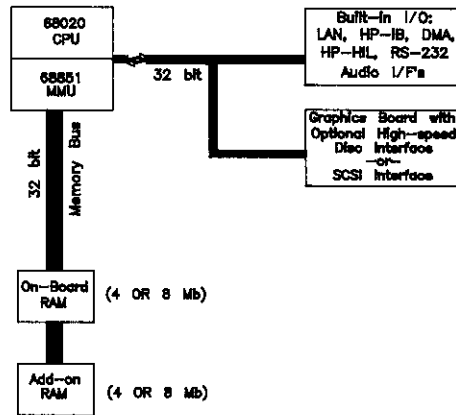 68020
CPU
68851
MMU
32 bit
Built-in I/O:
LAN, HP-IB, DMA,
HP-HIL, RS-232
Audio I/F's
Graphics Board with
Optional High-speed
Disc Interface
-or-
SCSI Interface
32 bit
Memory Bus
On-Board
RAM
(4 OR 8 Mb)
Add-on
RAM
(4 OR 8 Mb)